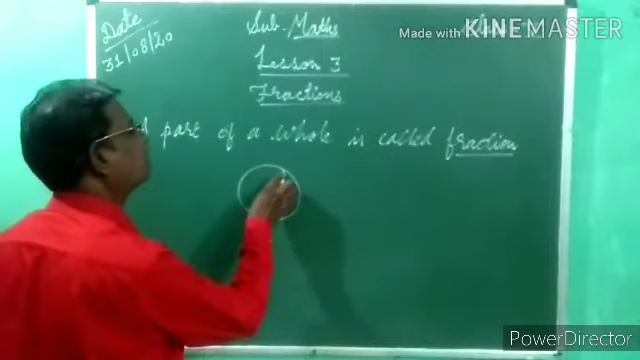 Date
31/08/20
Sub- Maths
Made with KINEMASTER
Lesson 3
Fractions
part of a whole is called fraction
PowerDirector